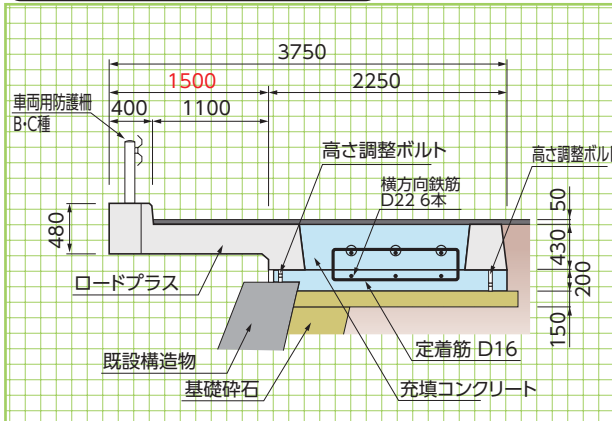 3750
1500
2250
車両用防護柵
B・C種
400
1100
高さ調整ボルト
高さ調整ボルト
横方向鉄筋
D22 6本
50
480
430
200
ロードプラス
150
既設構造物
定着筋 D16
基礎砕石
充填コンクリート